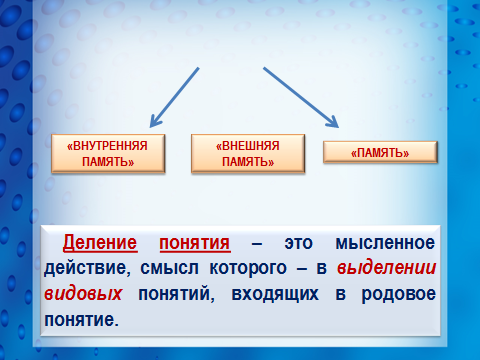 «ВНУТРЕННЯЯ
ПАМЯТЬ»
«ВНЕШНЯЯ
ПАМЯТЬ»
«ПАМЯТЬ»
Деление понятия – это мысленное
действие, смысл которого – в выделении
видовых понятий, входящих в родовое
понятие.